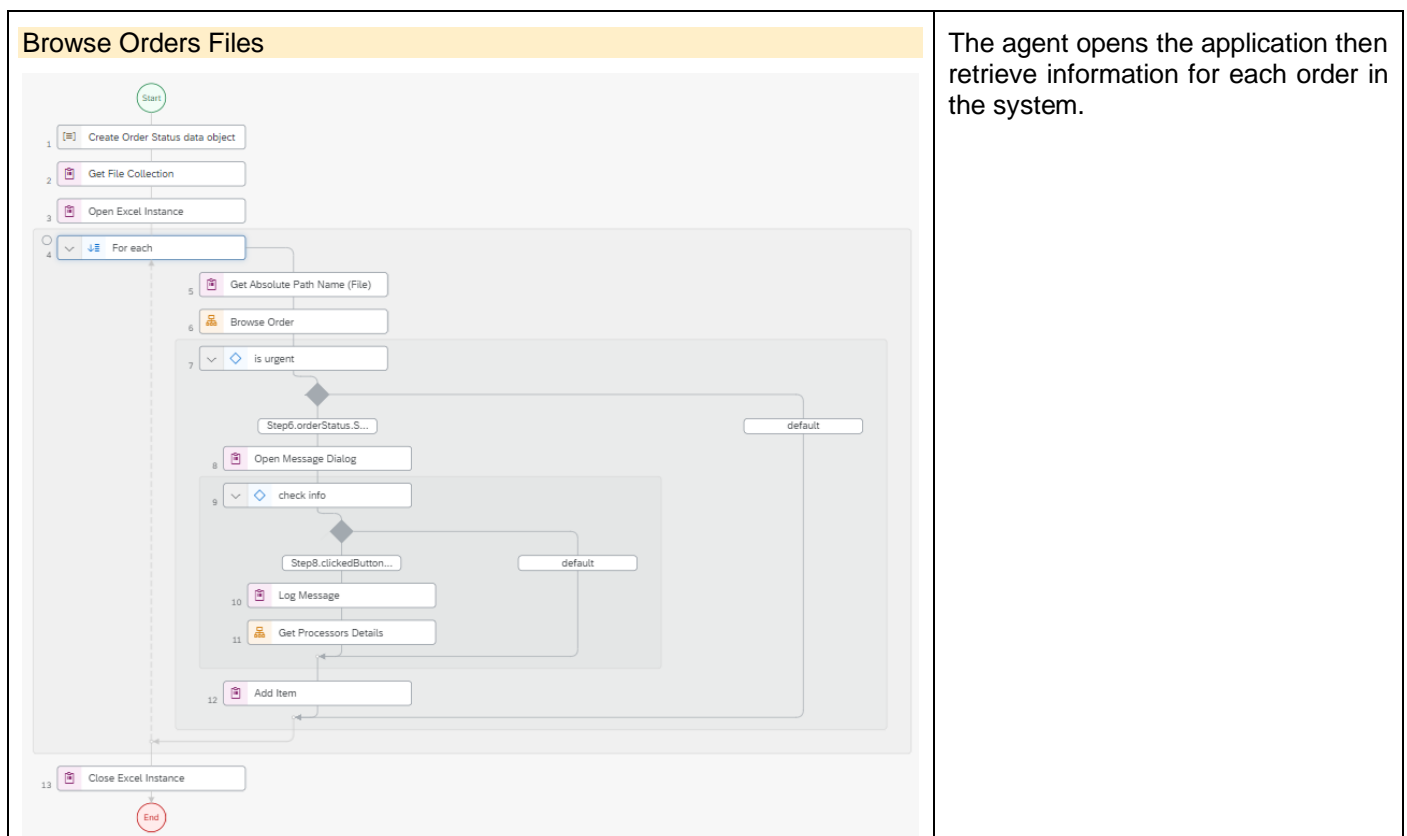 Browse Orders Files
Start
1 Create Order Status data object
2 Get File Collection
3 Open Excel Instance
4 For each
5 Get Absolute Path Name (File)
6 Browse Order
7 is urgent
Step6.orderStatus.S... default
8 Open Message Dialog
9 check info
Step8.clickedButton... default
10 Log Message
11 Get Processors Details
12 Add Item
13 Close Excel Instance
End
The agent opens the application then
retrieve information for each order in
the system.